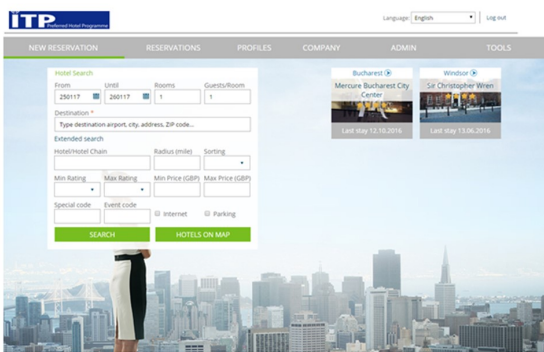 ITP
Preferred Hotel Programme
Language: English
Log out
NEW RESERVATION RESERVATIONS PROFILES COMPANY ADMIN TOOLS
Hotel Search
From Until Rooms Guests/Room
250117 260117 1 1
Destination *
Type destination airport, city, address, ZIP code...
Extended search
Hotel/Hotel Chain Radius (mile) Sorting
Min Rating Max Rating Min Price (GBP) Max Price (GBP)
Special code Event code
Internet Parking
SEARCH HOTELS ON MAP
Bucharest
Mercure Bucharest City
Center
Last stay 12.10.2016
Windsor
Sir Christopher Wren
Last stay 13.06.2016